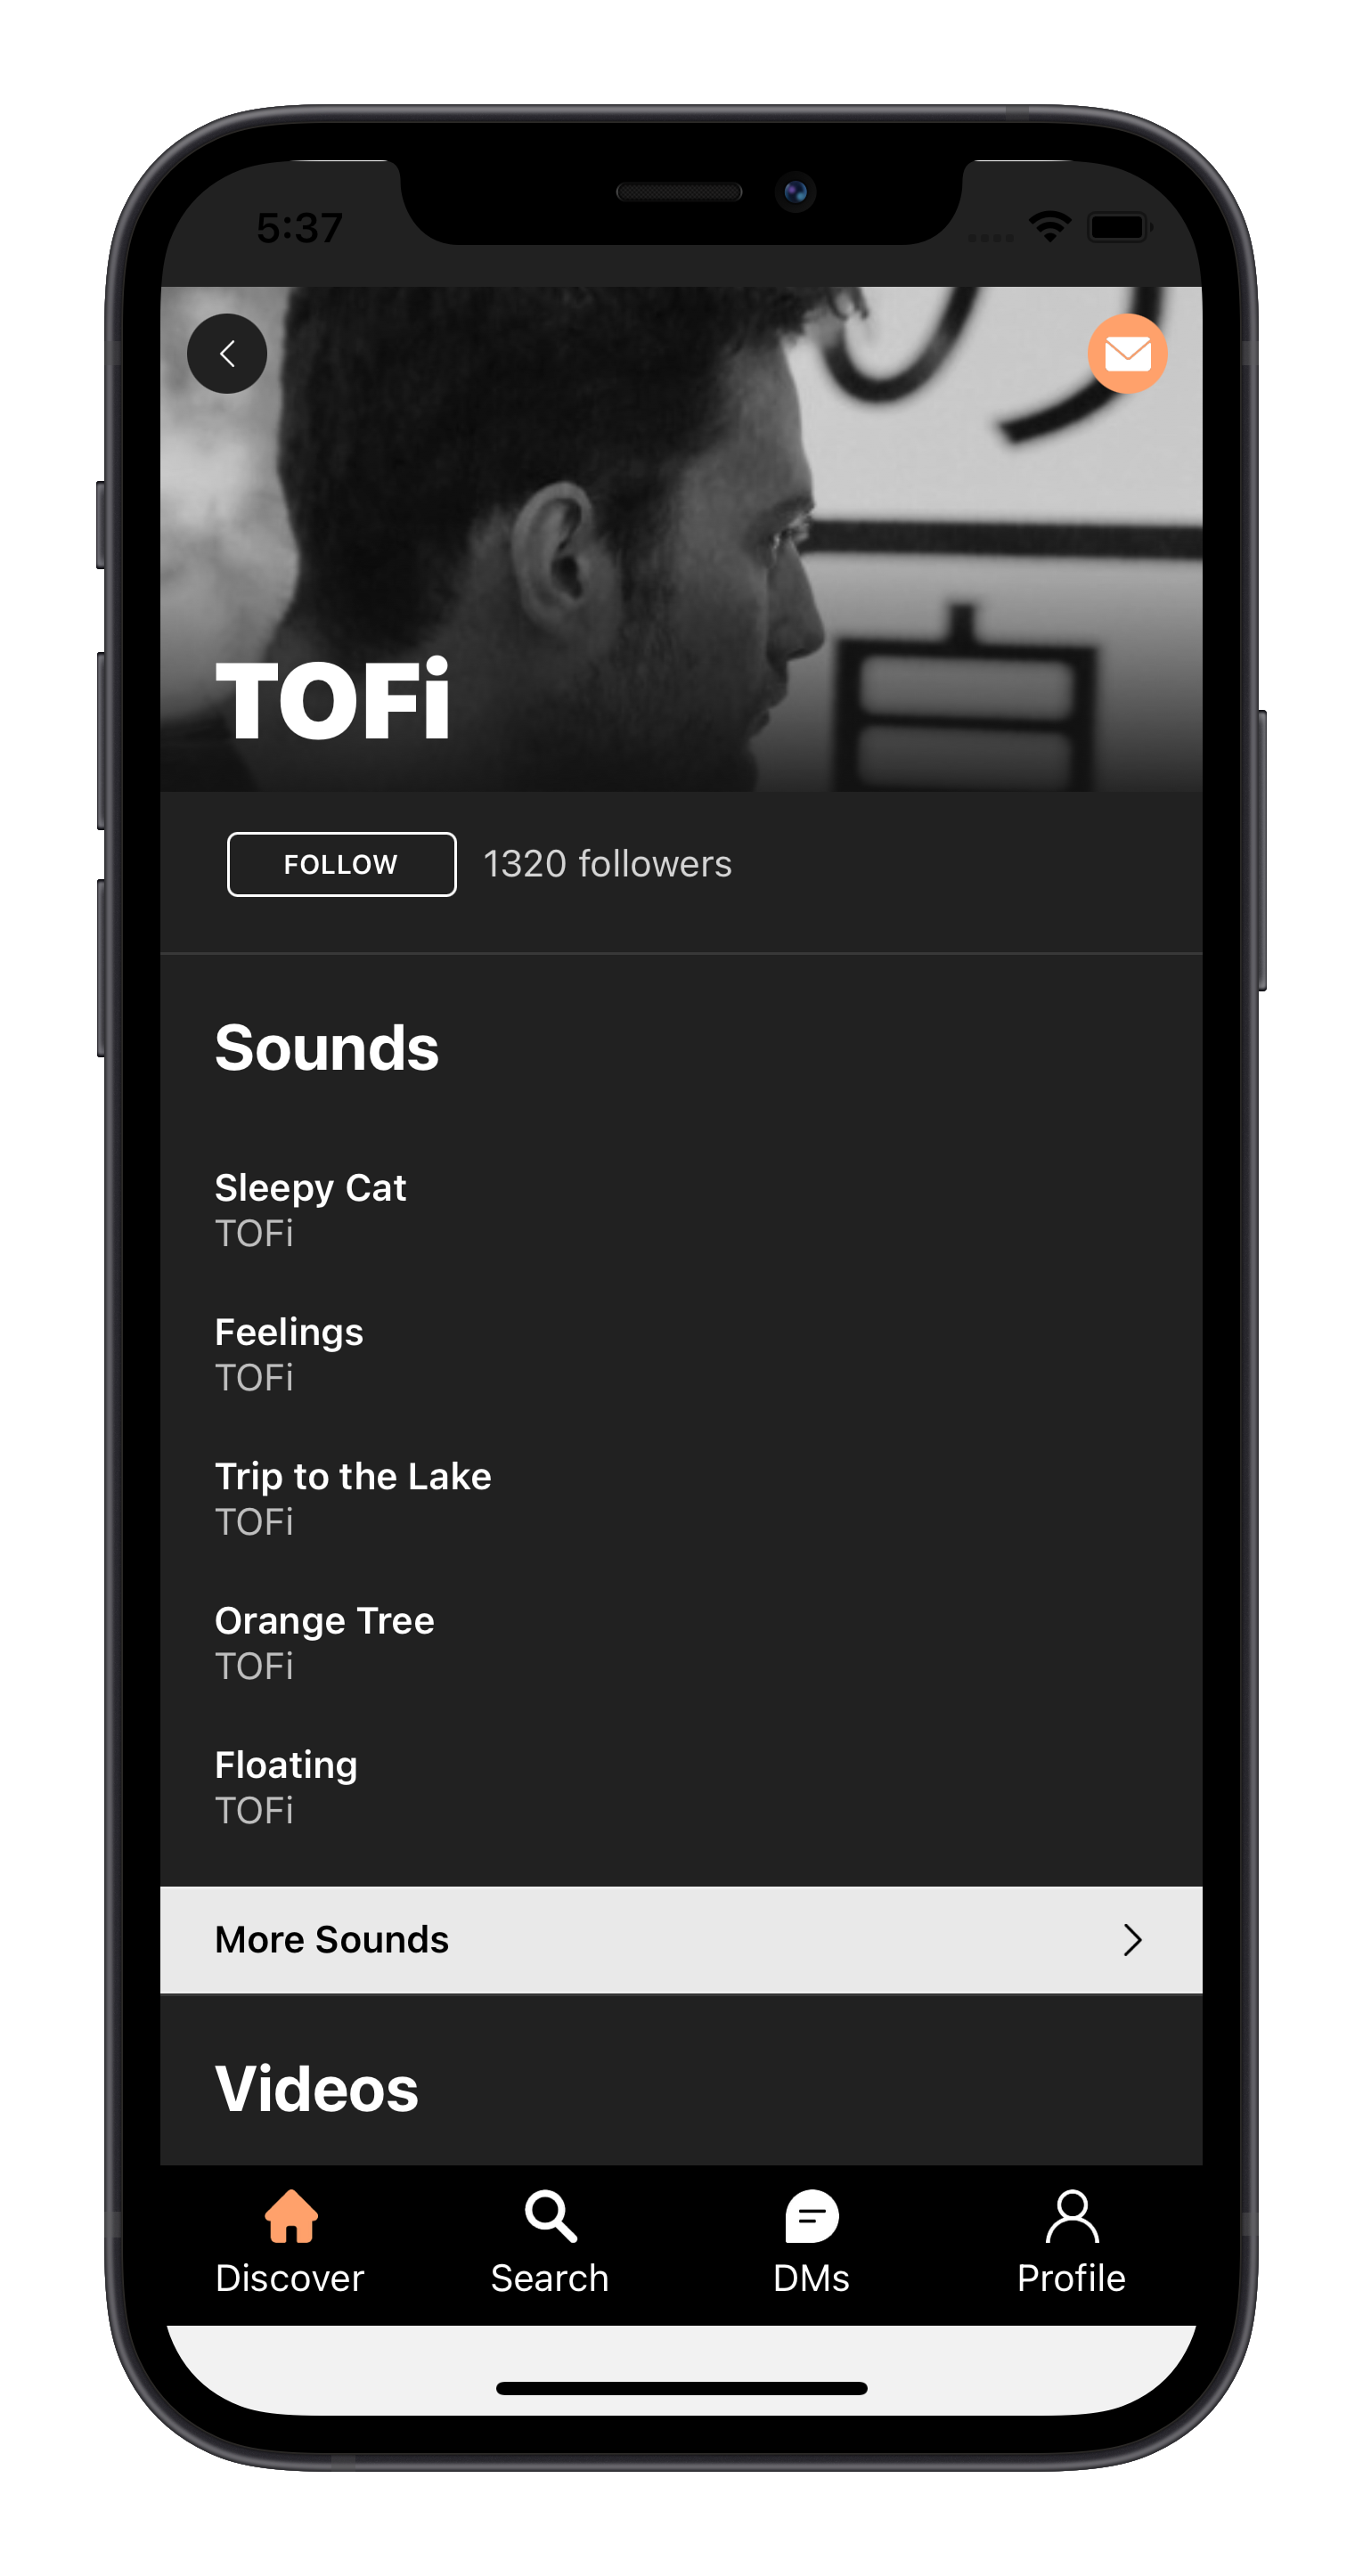 5:37
TOFi
FOLLOW 1320 followers
Sounds
Sleepy Cat
TOFi
Feelings
TOFi
Trip to the Lake
TOFi
Orange Tree
TOFi
Floating
TOFi
More Sounds
Videos
Discover Search DMs Profile